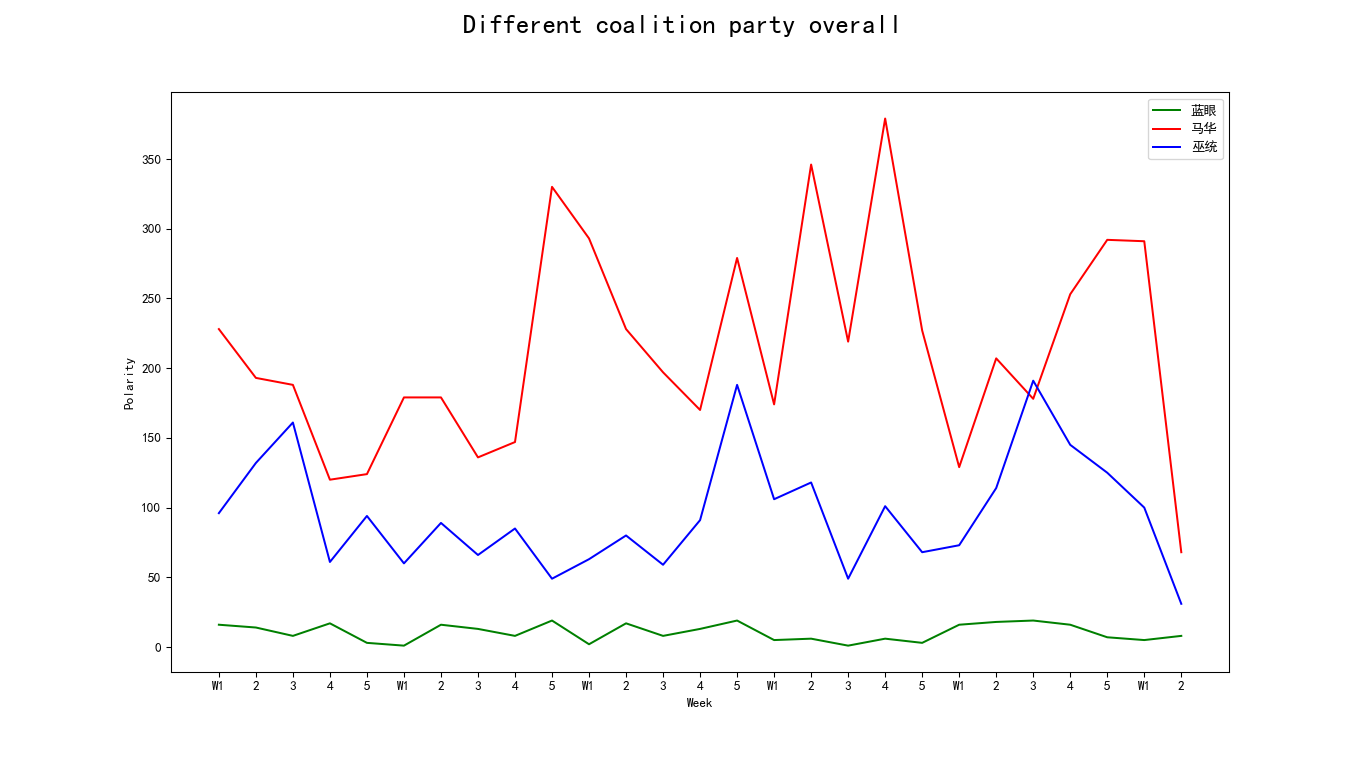 Different coalition party overall
蓝眼
马华
巫统
350
300
250
200
150
100
50
0
Polarity
W1 2 3 4 5 W1 2 3 4 5 W1 2 3 4 5 W1 2 3 4 5 W1 2 3 4 5 W1 2
Week